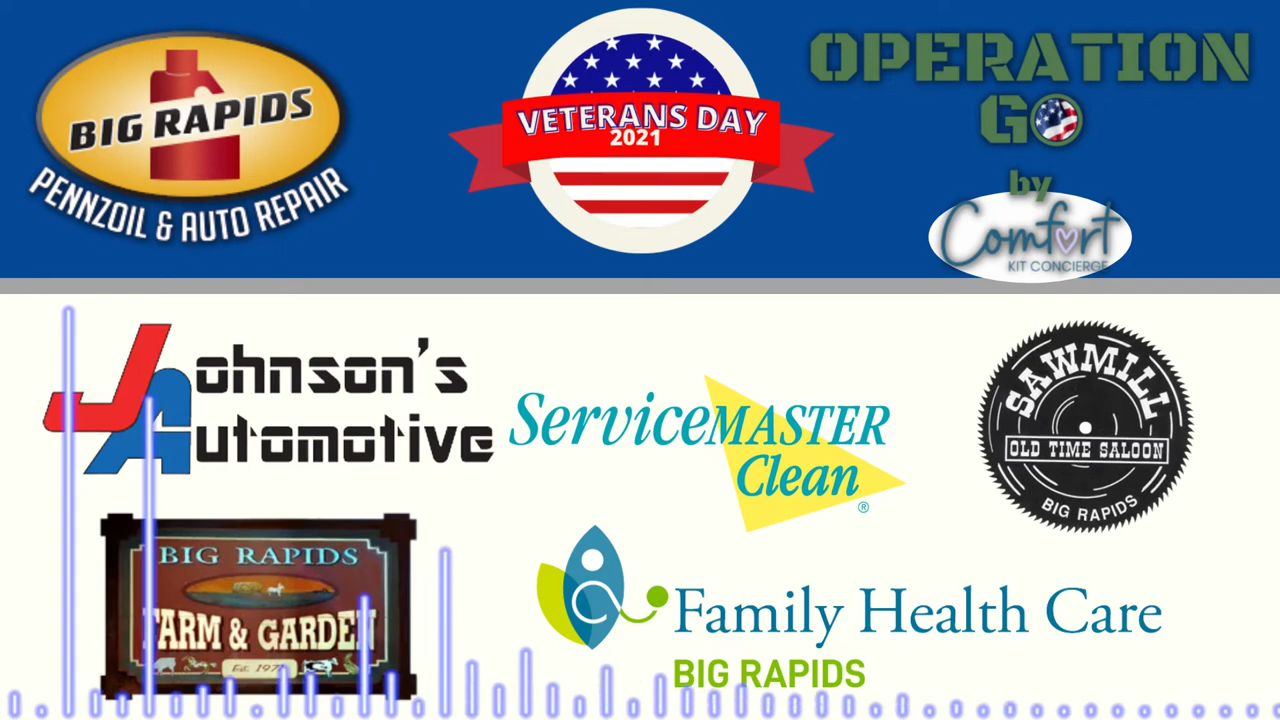 BIG RAPIDS
PENNZOIL & AUTO REPAIR
VETERANS DAY
2021
OPERATION
GO
by
Comfort
KIT CONCIERGE
Johnson's
Automotive
ServiceMASTER
Clean
®
SAWMILL
OLD TIME SALOON
BIG RAPIDS
BIG RAPIDS
FARM & GARDEN
Est.
Family Health Care
BIG RAPIDS